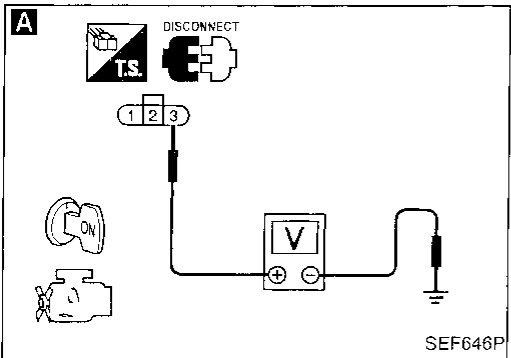 A
DISCONNECT
T.S.
1 2 3
ON
V
+ −
SEF646P